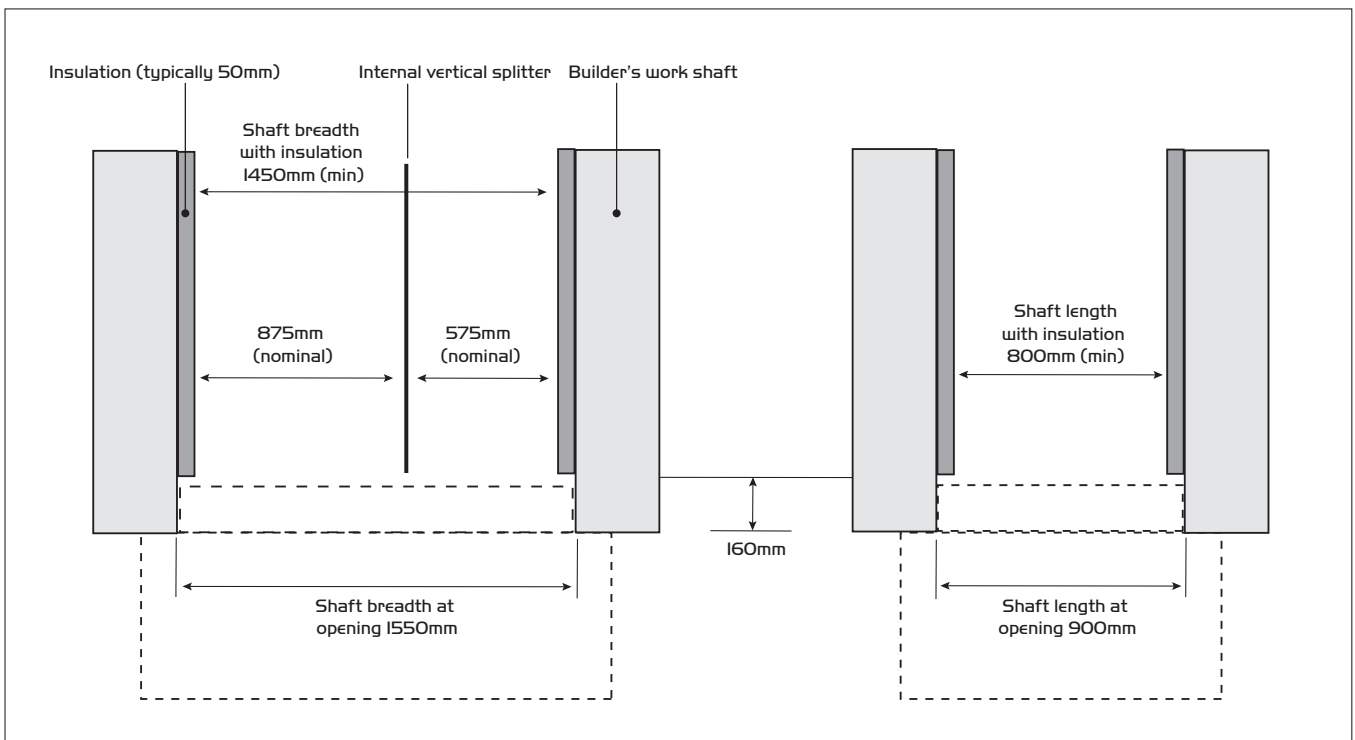 Insulation (typically 50mm)
Internal vertical splitter
Builder's work shaft
Shaft breadth
with insulation
1450mm (min)
875mm
(nominal)
575mm
(nominal)
Shaft length
with insulation
800mm (min)
160mm
Shaft breadth at
opening 1550mm
Shaft length at
opening 900mm